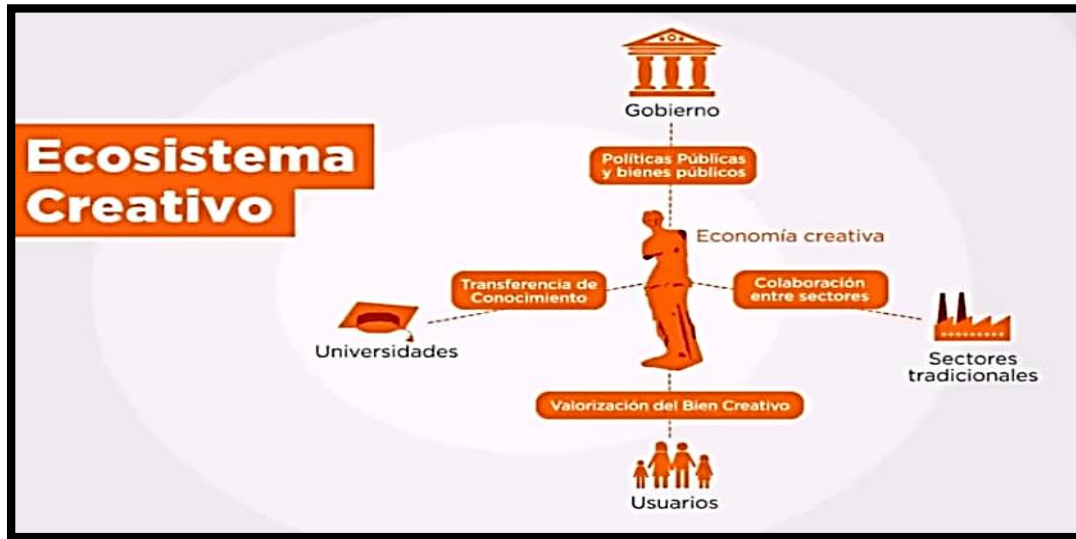 Ecosistema
Creativo
Gobierno
Políticas Públicas
y bienes públicos
Economía creativa
Transferencia de
Conocimiento
Colaboración
entre sectores
Universidades
Sectores
tradicionales
Valorización del Bien Creativo
Usuarios